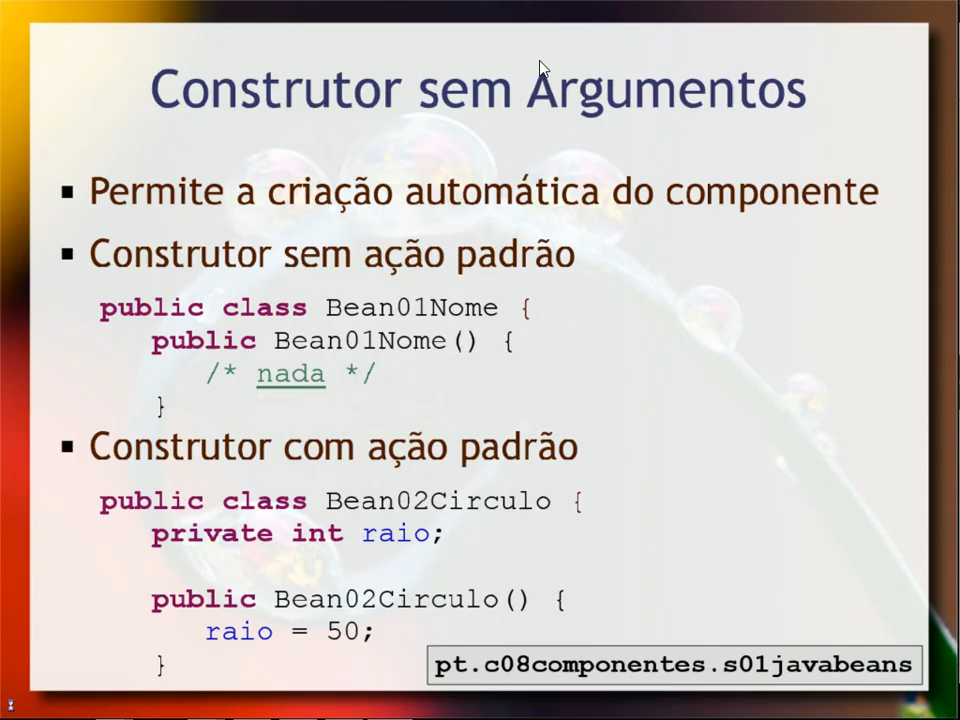 Construtor sem Argumentos
▪ Permite a criação automática do componente
▪ Construtor sem ação padrão
public class Bean01Nome {
public Bean01Nome() {
/* nada */
}
▪ Construtor com ação padrão
public class Bean02Circulo {
private int raio;
public Bean02Circulo() {
raio = 50;
}
pt.c08componentes.s01javabeans